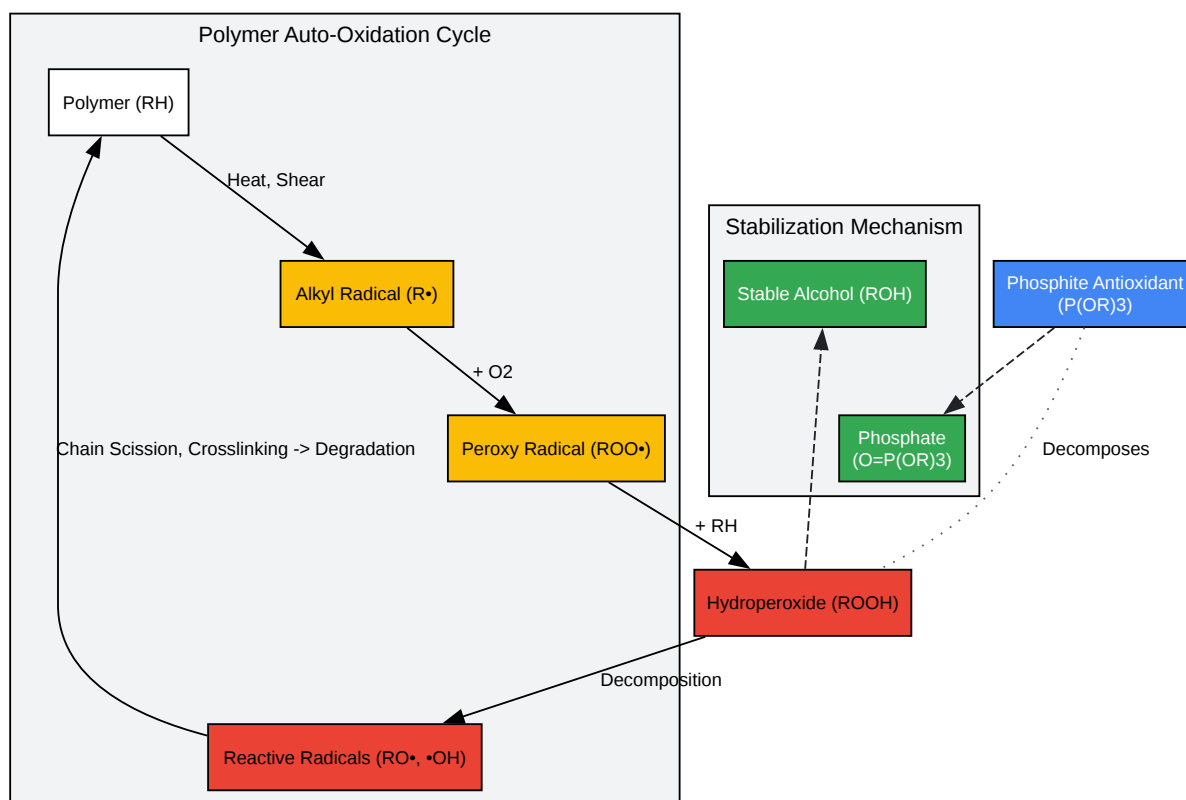 Polymer Auto-Oxidation Cycle
Polymer (RH)
Heat, Shear
Stabilization Mechanism
Alkyl Radical (R•)
Stable Alcohol (ROH)
Phosphite Antioxidant
(P(OR)3)
+ O2
Chain Scission, Crosslinking -> Degradation
Peroxy Radical (ROO•)
Phosphate
(O=P(OR)3)
Decomposes
+ RH
Hydroperoxide (ROOH)
Decomposition
Reactive Radicals (RO•, •OH)